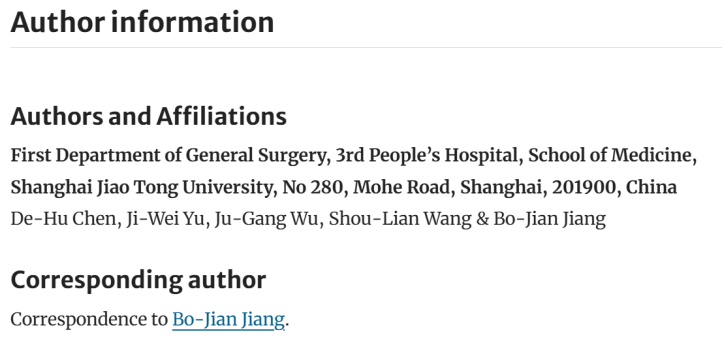 Author information
Authors and Affiliations
First Department of General Surgery, 3rd People’s Hospital, School of Medicine,
Shanghai Jiao Tong University, No 280, Mohe Road, Shanghai, 201900, China
De-Hu Chen, Ji-Wei Yu, Ju-Gang Wu, Shou-Lian Wang & Bo-Jian Jiang
Corresponding author
Correspondence to Bo-Jian Jiang.